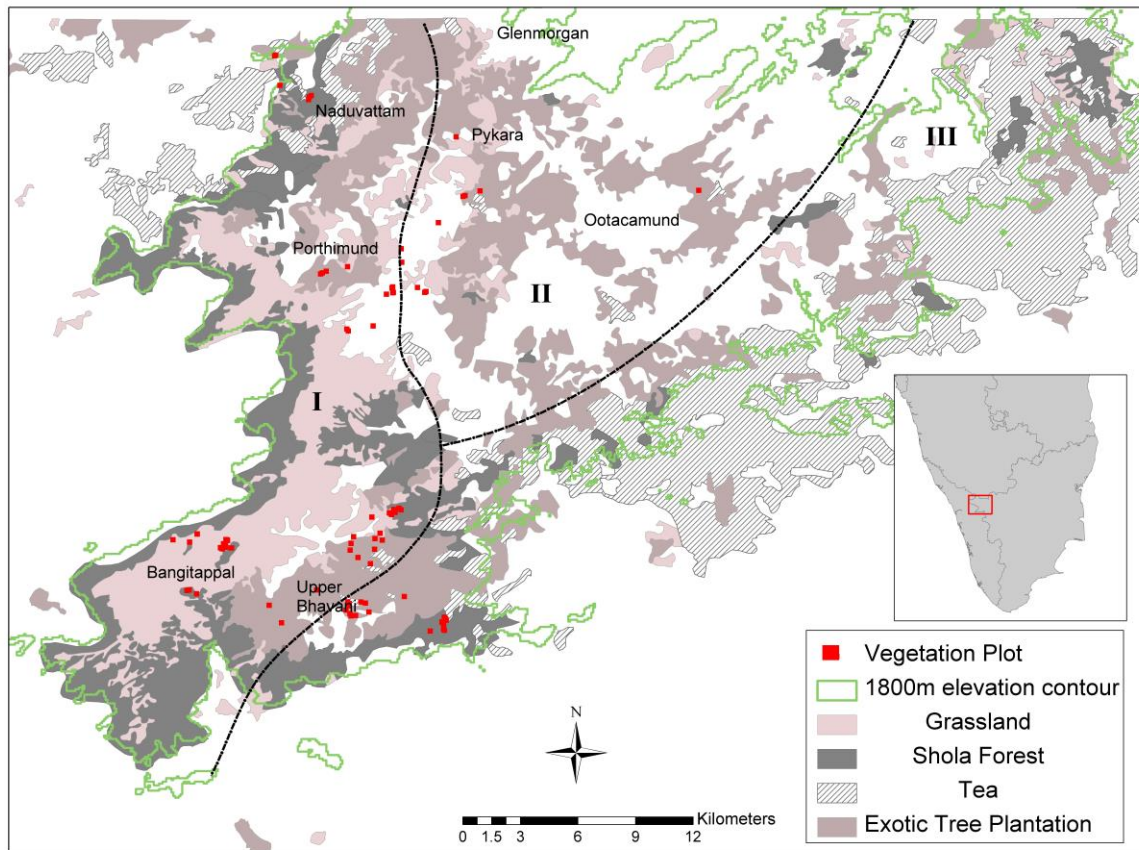 Glenmorgan
Naduvattam
Pykara
III
Ootacamund
Porthimund
II
I
Bangitappal
Upper
Bhavani
Vegetation Plot
1800m elevation contour
Grassland
Shola Forest
Tea
Exotic Tree Plantation
N
Kilometers
0 1.5 3 6 9 12